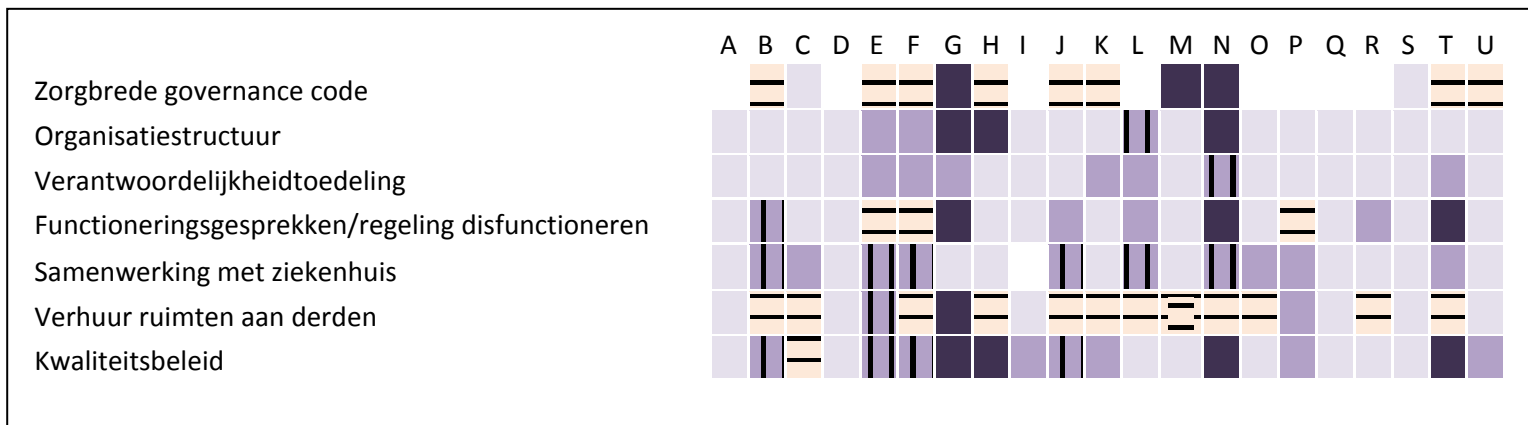 A B C D E F G H I J K L M N O P Q R S T U
Zorgbrede governance code
Organisatiestructuur
Verantwoordelijkheidtoedeling
Functioneringsgesprekken/regeling disfunctioneren
Samenwerking met ziekenhuis
Verhuur ruimten aan derden
Kwaliteitsbeleid